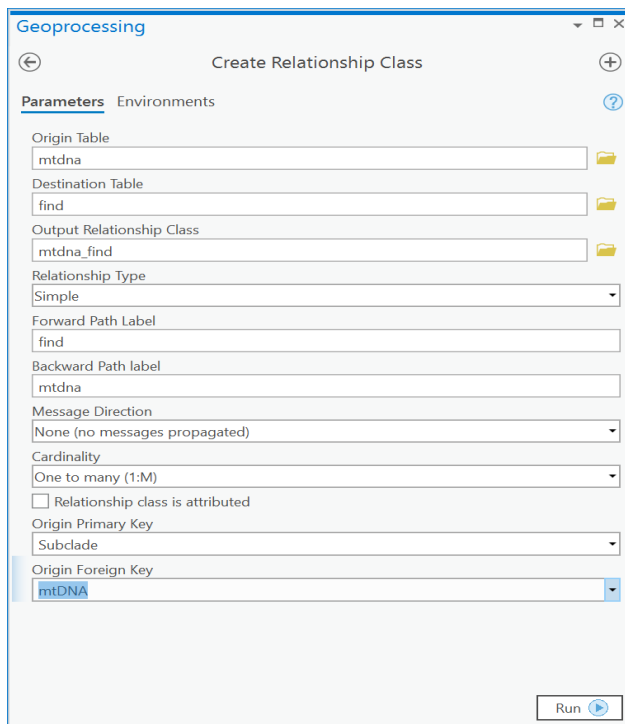 Geoprocessing
Create Relationship Class
Parameters Environments
Origin Table
mtdna
Destination Table
find
Output Relationship Class
mtdna_find
Relationship Type
Simple
Forward Path Label
find
Backward Path label
mtdna
Message Direction
None (no messages propagated)
Cardinality
One to many (1:M)
Relationship class is attributed
Origin Primary Key
Subclade
Origin Foreign Key
mtDNA
Run